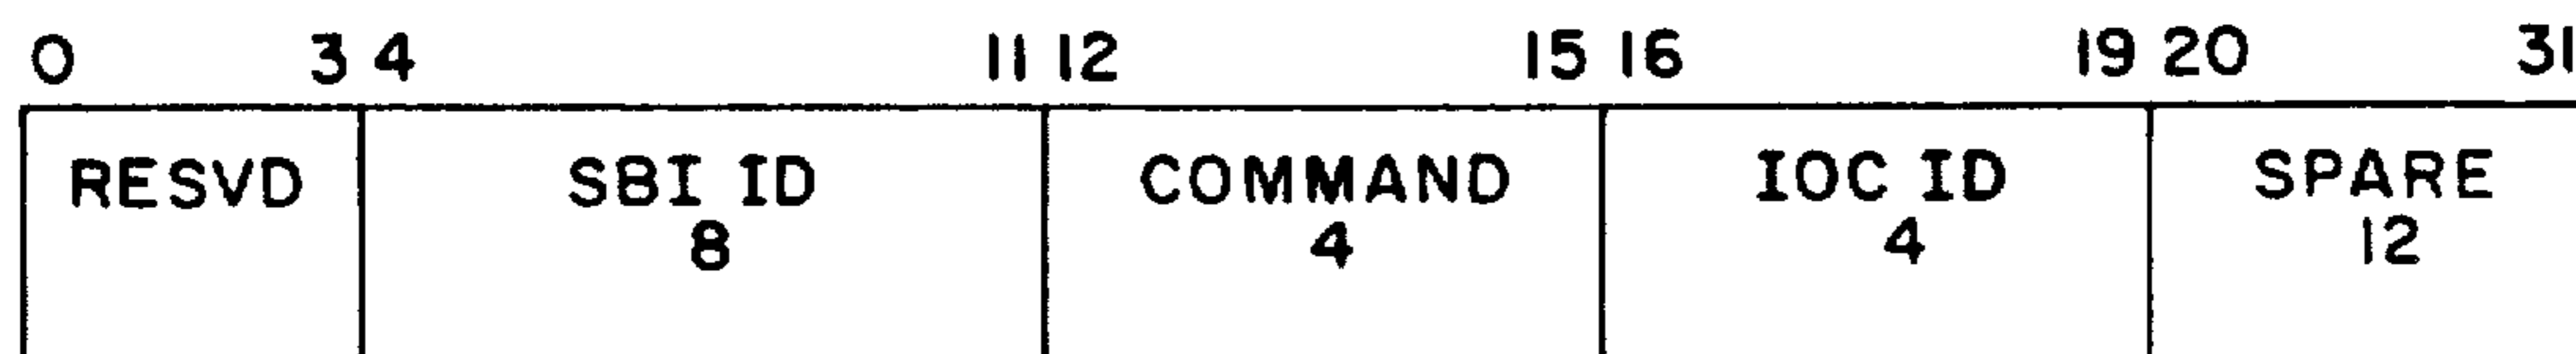 0 3 4 11 12 15 16 19 20 31
RESVD SBI ID COMMAND IOC ID SPARE
8 4 4 12